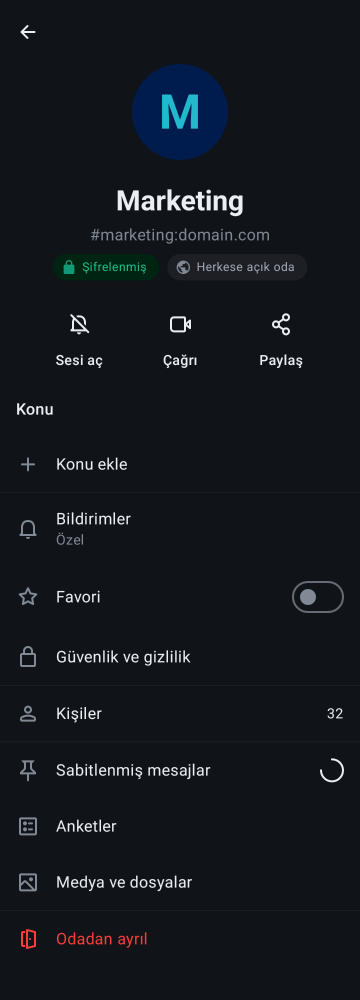 M
Marketing
#marketing:domain.com
Şifrelenmiş
Herkese açık oda
Sesi aç
Çağrı
Paylaş
Konu
Konu ekle
Bildirimler
Özel
Favori
Güvenlik ve gizlilik
Kişiler
32
Sabitlenmiş mesajlar
Anketler
Medya ve dosyalar
Odadan ayrıl